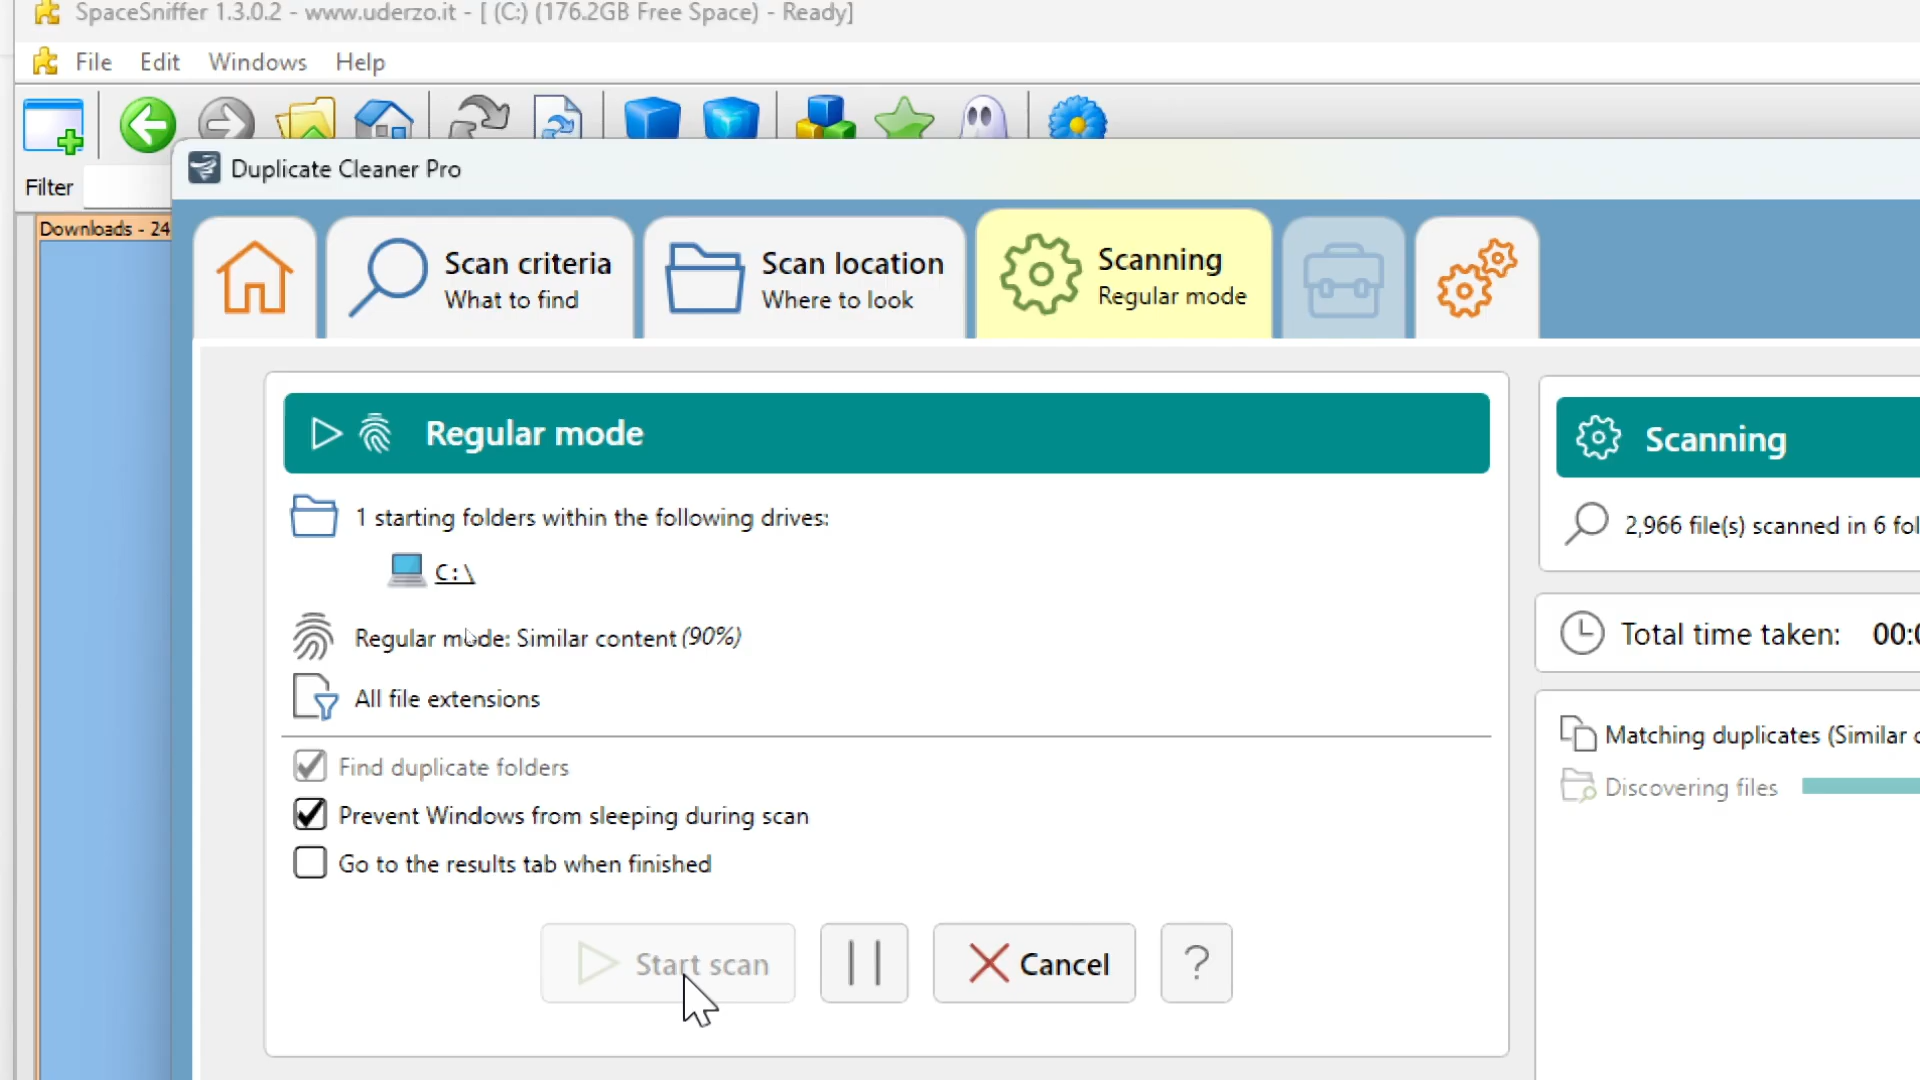 SpaceSniffer 1.3.0.2 - www.uderzo.it - [ (C:) (176.2GB Free Space) - Ready]
File Edit Windows Help
Filter
Downloads - 24
Duplicate Cleaner Pro
Scan criteria
What to find
Scan location
Where to look
Scanning
Regular mode
Regular mode
1 starting folders within the following drives:
C:\
Regular mode: Similar content (90%)
All file extensions
Find duplicate folders
Prevent Windows from sleeping during scan
Go to the results tab when finished
Start scan
Cancel
?
Scanning
2,966 file(s) scanned in 6 fol
Total time taken: 00:0
Matching duplicates (Similar c
Discovering files